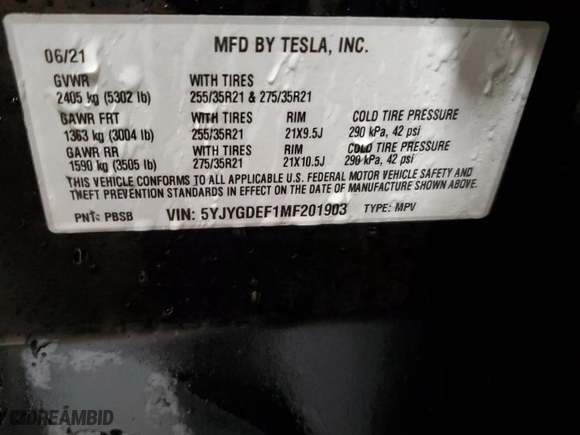 06/21 MFD BY TESLA, INC.
GVWR WITH TIRES
2405 kg (5302 lb) 255/35R21 & 275/35R21
GAWR FRT WITH TIRES RIM COLD TIRE PRESSURE
1363 kg (3004 lb) 255/35R21 21X9.5J 290 kPa, 42 psi
GAWR RR WITH TIRES RIM COLD TIRE PRESSURE
1590 kg (3505 lb) 275/35R21 21X10.5J 290 kPa, 42 psi
THIS VEHICLE CONFORMS TO ALL APPLICABLE U.S. FEDERAL MOTOR VEHICLE SAFETY AND
THEFT PREVENTION STANDARDS IN EFFECT ON THE DATE OF MANUFACTURE SHOWN ABOVE.
PNT: PBSB VIN: 5YJYGDEF1MF201903 TYPE: MPV
DREAMBID